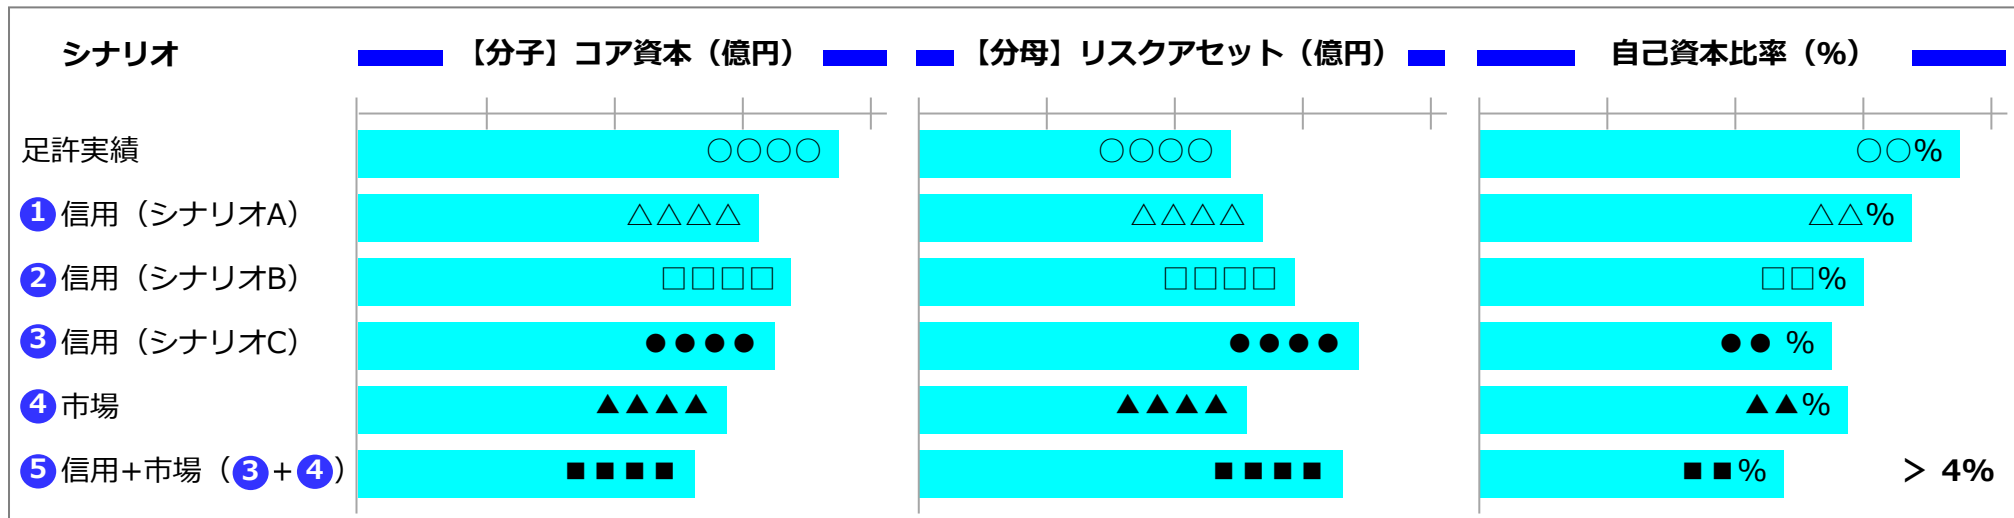 シナリオ 【分子】コア資本（億円） 【分母】リスクアセット（億円） 自己資本比率（%）
足許実績 ○○○○ ○○○○ ○○%
1 信用（シナリオA） △△△△ △△△△ △△%
2 信用（シナリオB） □□□□ □□□□ □□%
3 信用（シナリオC） ●●●● ●●●● ●● %
4 市場 ▲▲▲▲ ▲▲▲▲ ▲▲%
5 信用+市場（3+4） ■■■■ ■■■■ ■■% ＞ 4%